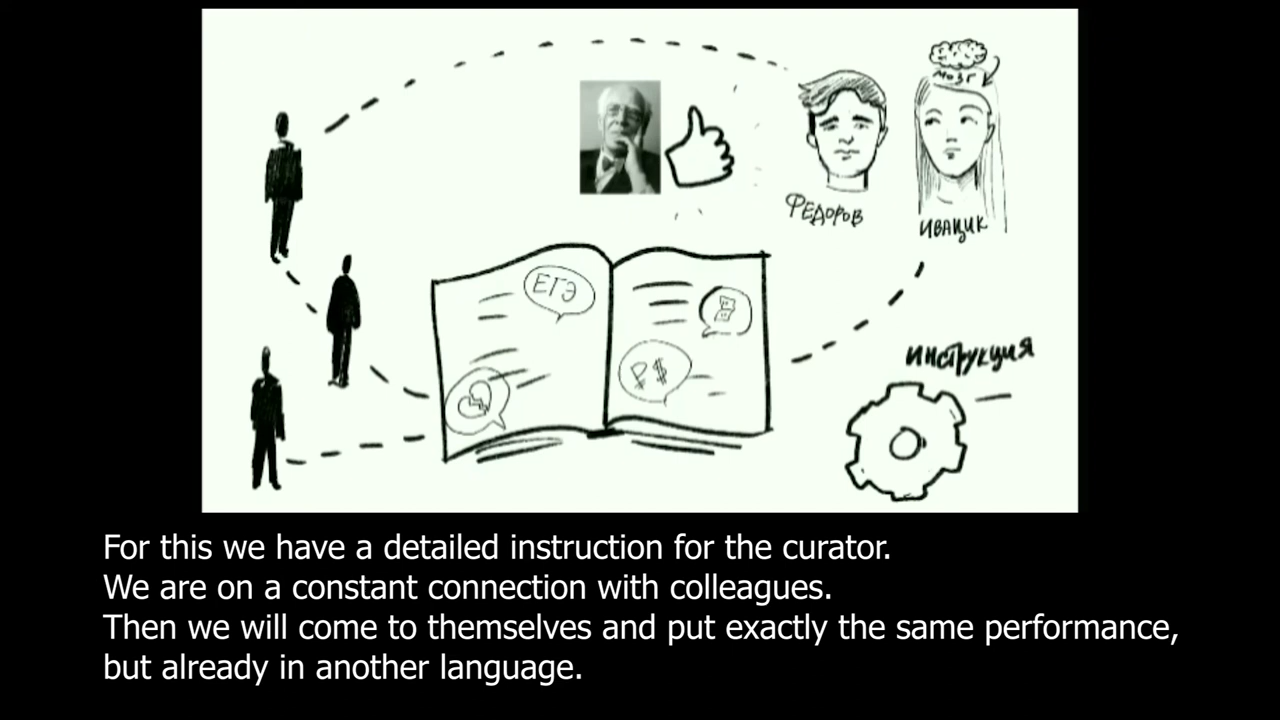 МОЗГ
ФЕДОРОВ
ИВАЦИК
ЕГЭ
₽$
ИНСТРУКЦИЯ
For this we have a detailed instruction for the curator.
We are on a constant connection with colleagues.
Then we will come to themselves and put exactly the same performance,
but already in another language.